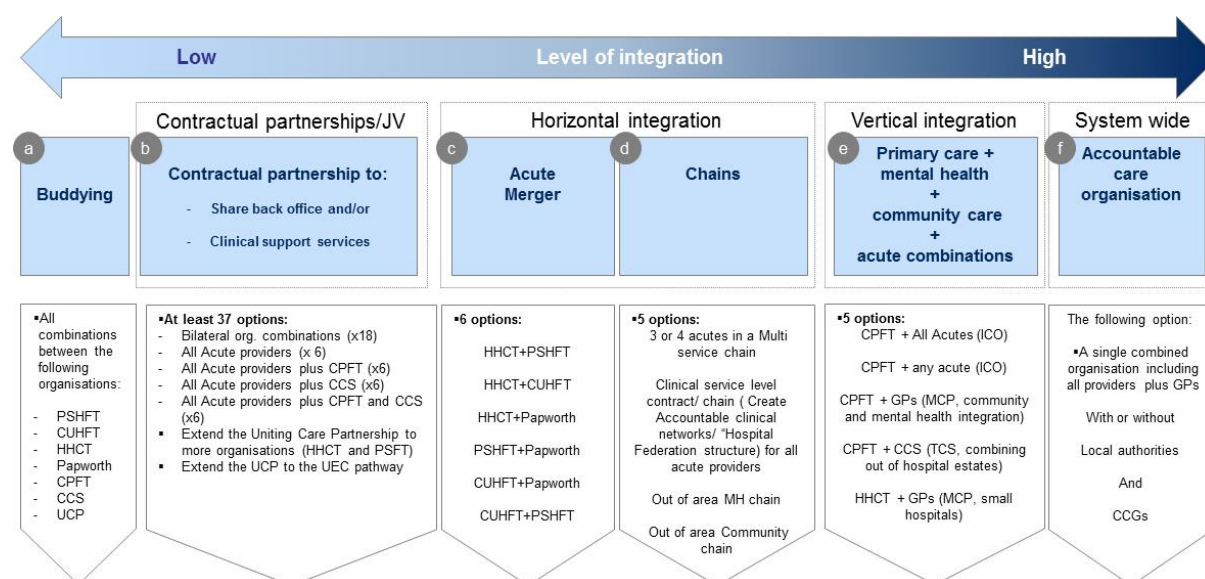 Low
Level of integration
High
Contractual partnerships/JV
Horizontal integration
Vertical integration
System wide
a
Buddying
b
Contractual partnership to:
- Share back office and/or
- Clinical support services
c
Acute
Merger
d
Chains
e
Primary care +
mental health
+
community care
+
acute combinations
f
Accountable
care
organisation
▪All
combinations
between the
following
organisations:
- PSHFT
- CUHFT
- HHCT
- Papworth
- CPFT
- CCS
- UCP
▪At least 37 options:
- Bilateral org. combinations (x18)
- All Acute providers (x 6)
- All Acute providers plus CPFT (x6)
- All Acute providers plus CCS (x6)
- All Acute providers plus CPFT and CCS
(x6)
▪ Extend the Uniting Care Partnership to
more organisations (HHCT and PSFT)
▪ Extend the UCP to the UEC pathway
▪6 options:
HHCT+PSHFT
HHCT+CUHFT
HHCT+Papworth
PSHFT+Papworth
CUHFT+Papworth
CUHFT+PSHFT
▪5 options:
3 or 4 acutes in a Multi
service chain
Clinical service level
contract/ chain ( Create
Accountable clinical
networks/ “Hospital
Federation structure) for all
acute providers
Out of area MH chain
Out of area Community
chain
▪5 options:
CPFT + All Acutes (ICO)
CPFT + any acute (ICO)
CPFT + GPs (MCP, community
and mental health integration)
CPFT + CCS (TCS, combining
out of hospital estates)
HHCT + GPs (MCP, small
hospitals)
The following option:
▪A single combined
organisation including
all providers plus GPs
With or without
Local authorities
And
CCGs